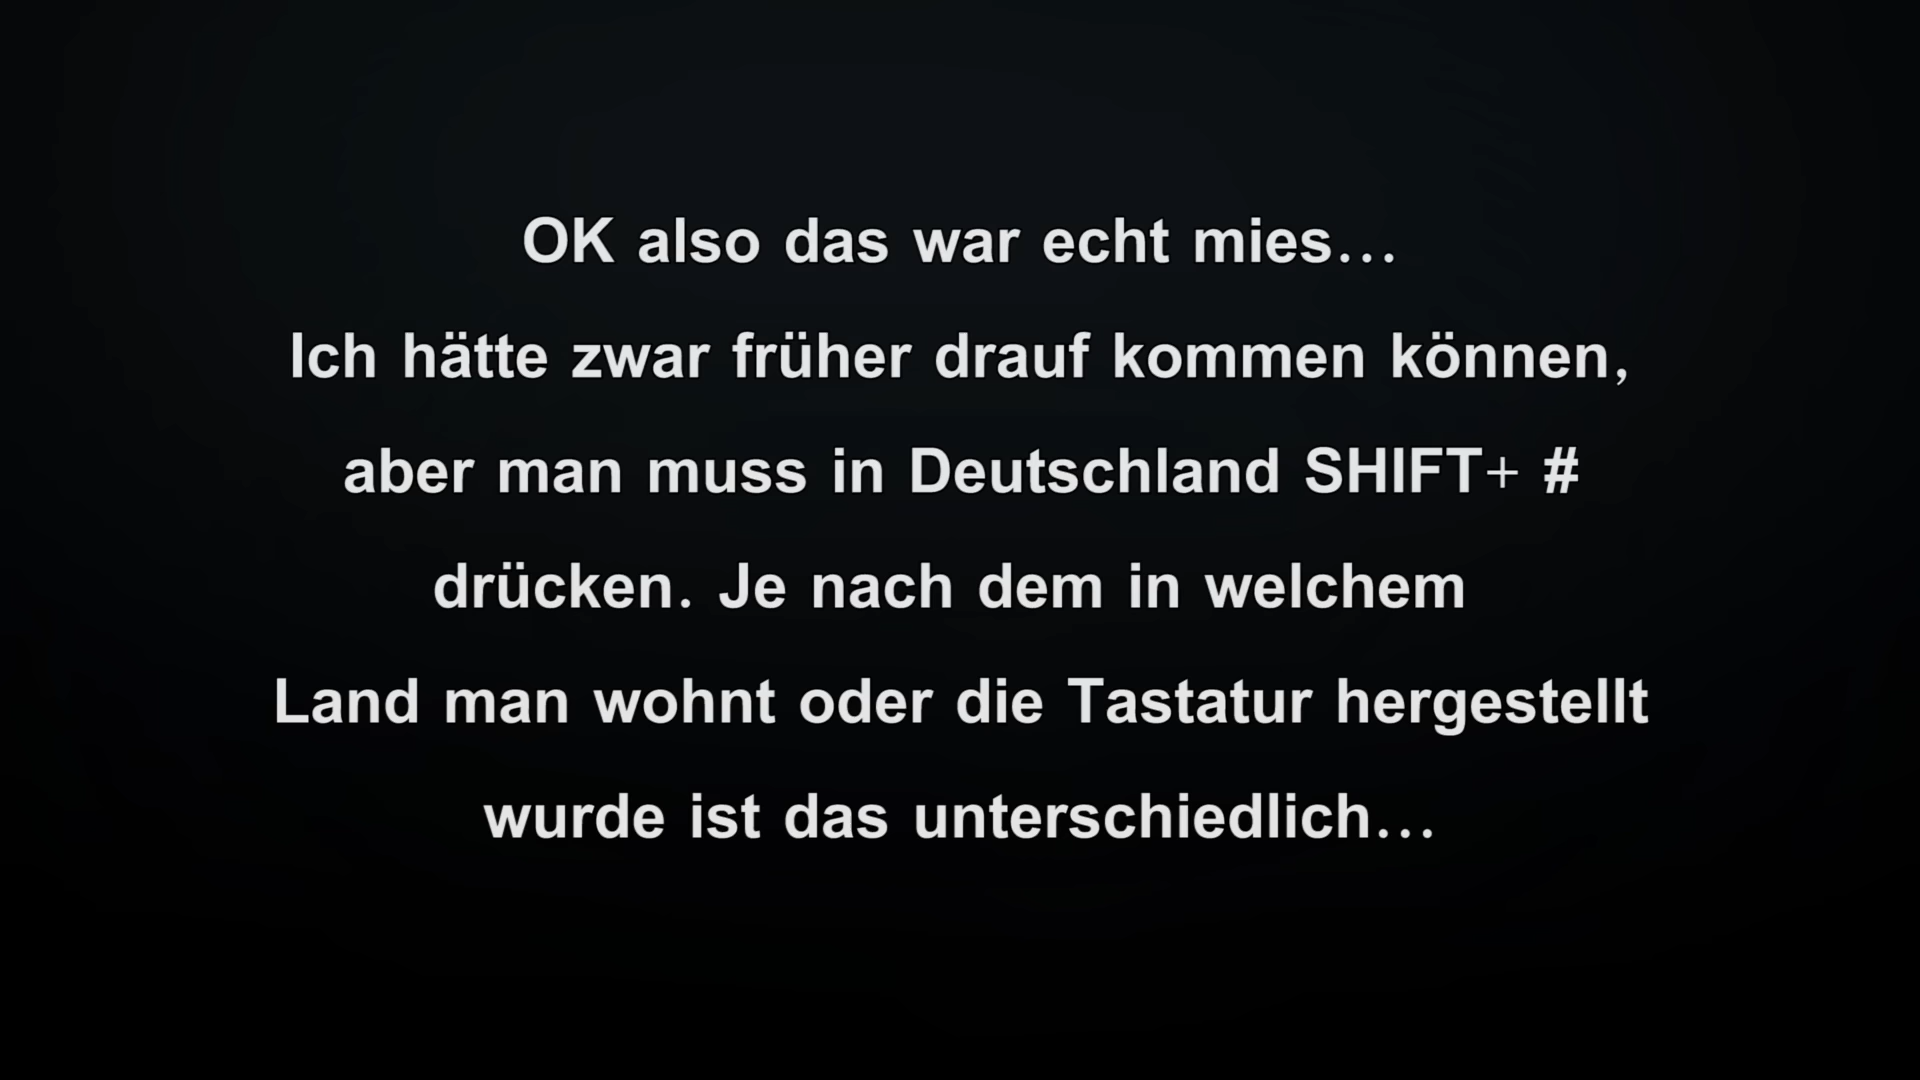 OK also das war echt mies...
Ich hätte zwar früher drauf kommen können,
aber man muss in Deutschland SHIFT+ #
drücken. Je nach dem in welchem
Land man wohnt oder die Tastatur hergestellt
wurde ist das unterschiedlich...